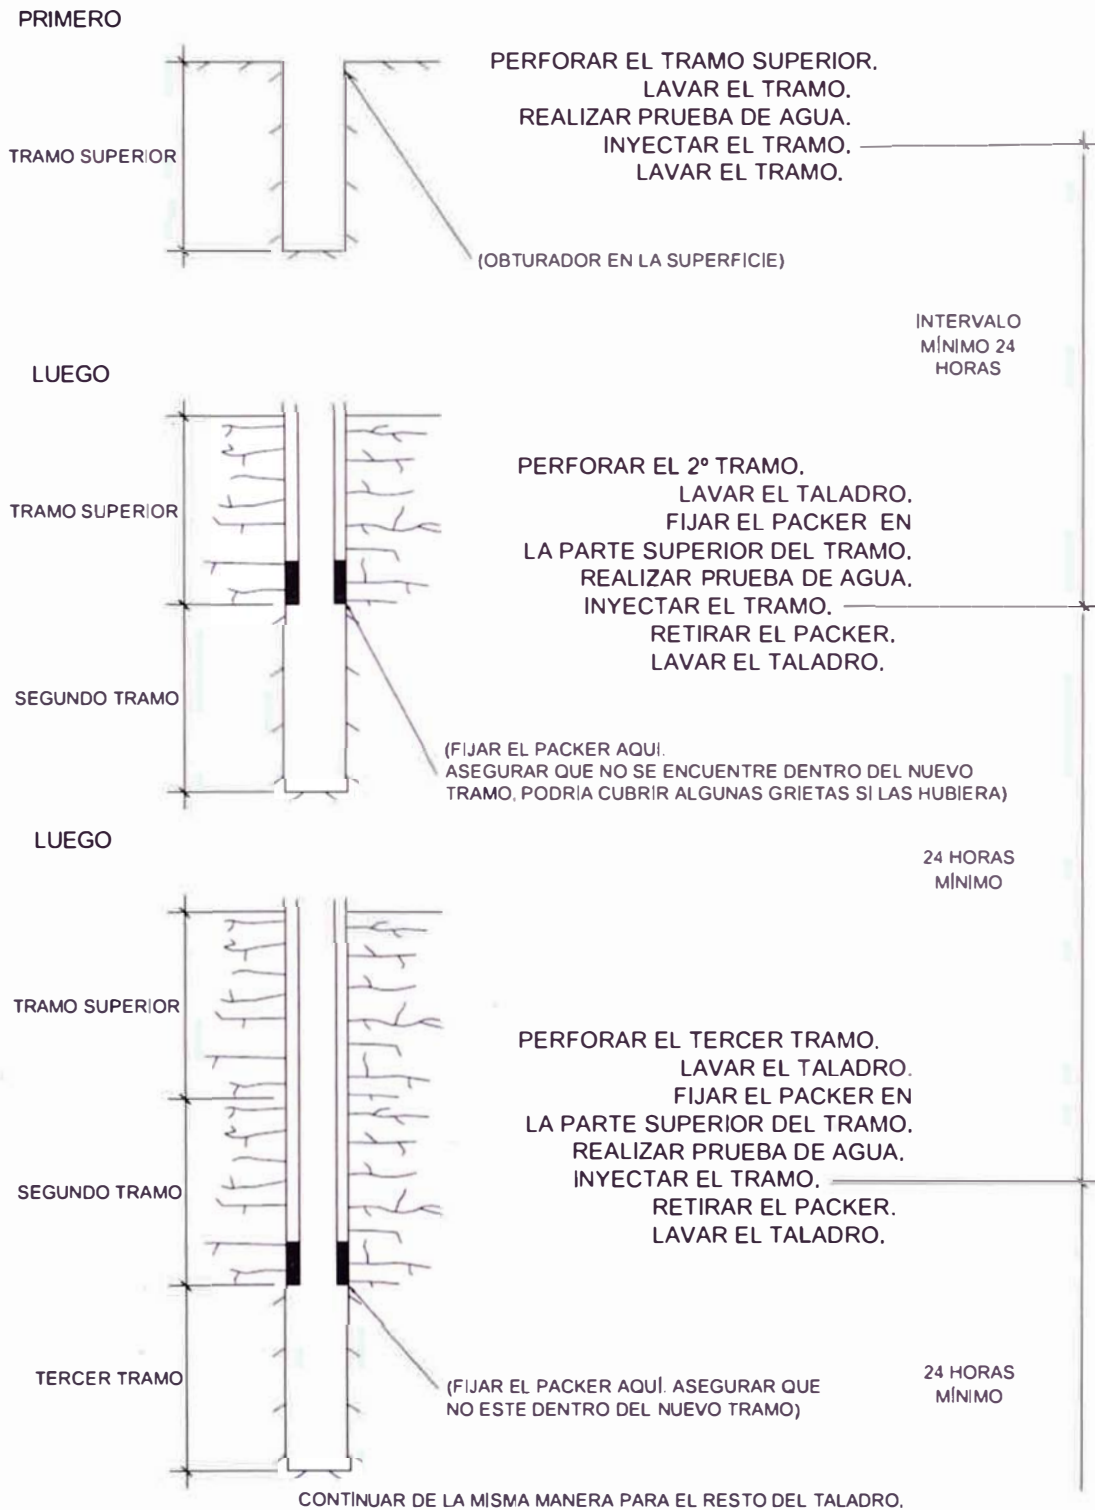 PRIMERO
PERFORAR EL TRAMO SUPERIOR.
LAVAR EL TRAMO.
REALIZAR PRUEBA DE AGUA.
INYECTAR EL TRAMO.
LAVAR EL TRAMO.
TRAMO SUPERIOR
(OBTURADOR EN LA SUPERFICIE)
INTERVALO
MÍNIMO 24
HORAS
LUEGO
TRAMO SUPERIOR
PERFORAR EL 2º TRAMO.
LAVAR EL TALADRO.
FIJAR EL PACKER EN
LA PARTE SUPERIOR DEL TRAMO.
REALIZAR PRUEBA DE AGUA.
INYECTAR EL TRAMO.
RETIRAR EL PACKER.
LAVAR EL TALADRO.
SEGUNDO TRAMO
(FIJAR EL PACKER AQUÍ.
ASEGURAR QUE NO SE ENCUENTRE DENTRO DEL NUEVO
TRAMO, PODRÍA CUBRIR ALGUNAS GRIETAS SI LAS HUBIERA)
LUEGO
24 HORAS
MÍNIMO
TRAMO SUPERIOR
PERFORAR EL TERCER TRAMO.
LAVAR EL TALADRO.
FIJAR EL PACKER EN
LA PARTE SUPERIOR DEL TRAMO.
REALIZAR PRUEBA DE AGUA.
INYECTAR EL TRAMO.
RETIRAR EL PACKER.
LAVAR EL TALADRO.
SEGUNDO TRAMO
TERCER TRAMO
(FIJAR EL PACKER AQUÍ. ASEGURAR QUE
NO ESTE DENTRO DEL NUEVO TRAMO)
24 HORAS
MÍNIMO
CONTINUAR DE LA MISMA MANERA PARA EL RESTO DEL TALADRO.